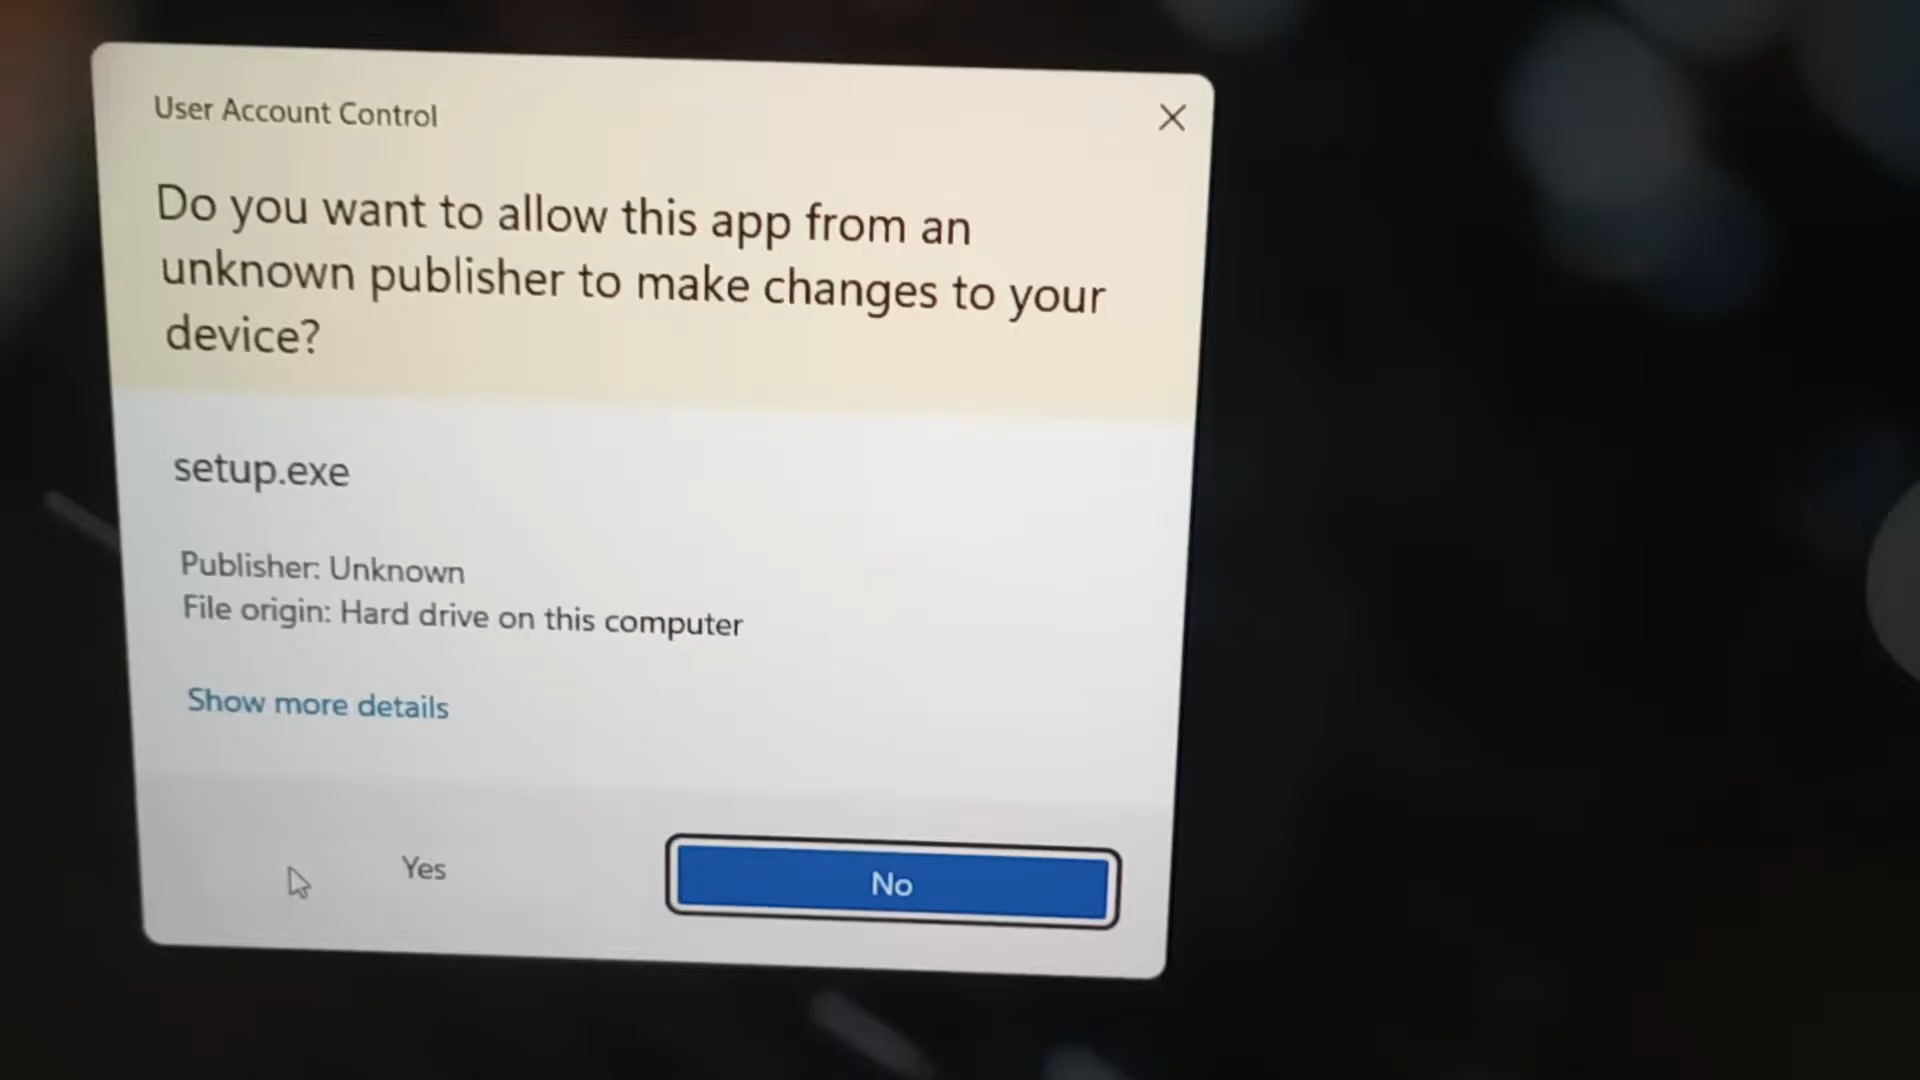 User Account Control
Do you want to allow this app from an
unknown publisher to make changes to your
device?
setup.exe
Publisher: Unknown
File origin: Hard drive on this computer
Show more details
Yes
No